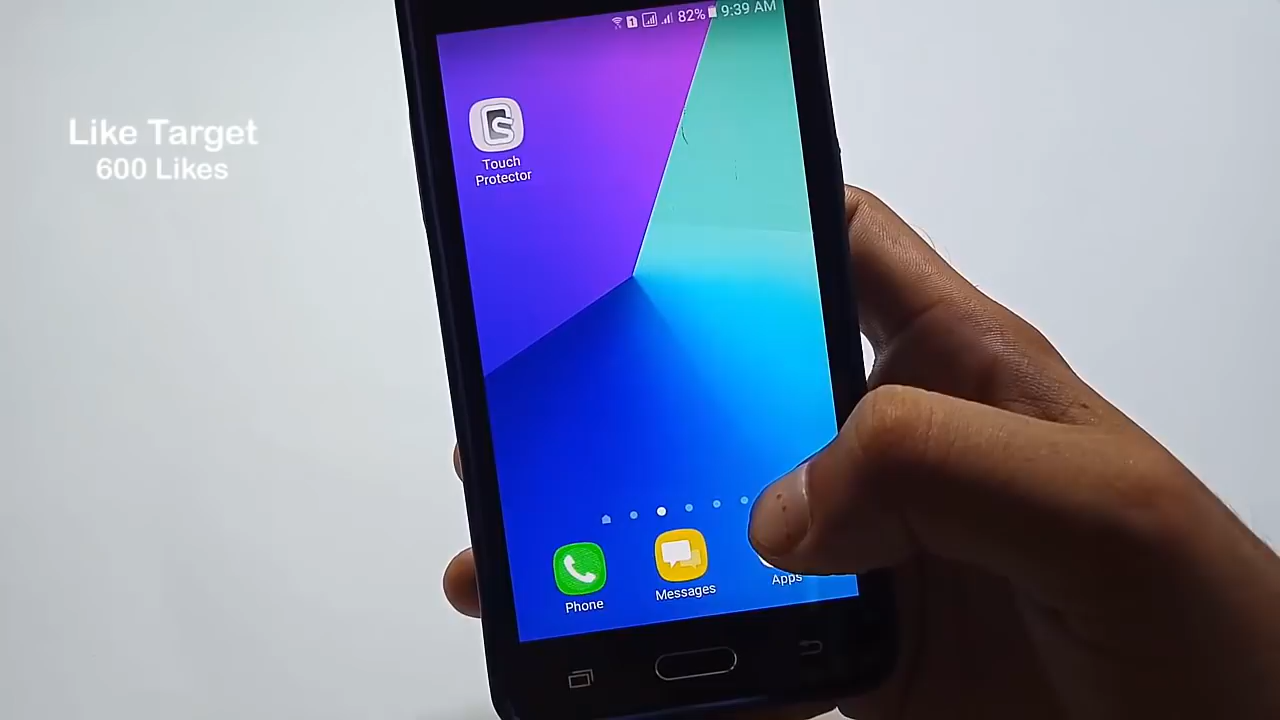 82% 9:39 AM
Like Target
600 Likes
Touch
Protector
Phone
Messages
Apps